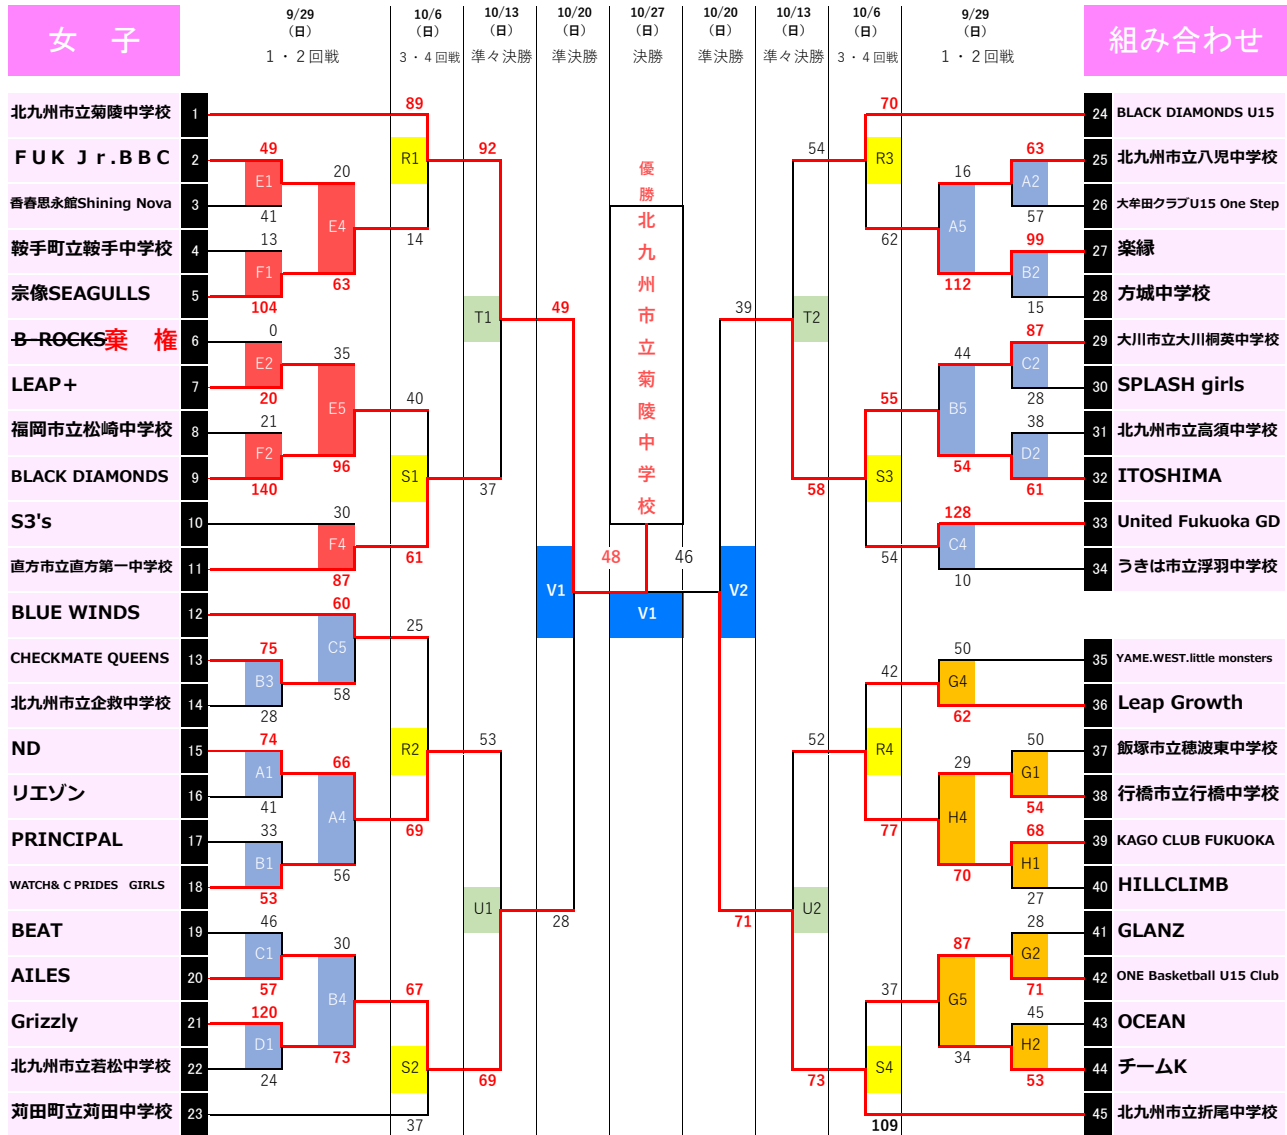 女　子
9/29
(日)
1・2回戦
10/6
(日)
3・4回戦
10/13
(日)
準々決勝
10/20
(日)
準決勝
10/27
(日)
決勝
10/20
(日)
準決勝
10/13
(日)
準々決勝
10/6
(日)
3・4回戦
9/29
(日)
1・2回戦
組み合わせ
北九州市立菊陵中学校 1
ＦＵＫ Ｊｒ.ＢＢＣ 2
香春思永館Shining Nova 3
鞍手町立鞍手中学校 4
宗像SEAGULLS 5
B-ROCKS棄　権 6
LEAP+ 7
福岡市立松崎中学校 8
BLACK DIAMONDS 9
S3's 10
直方市立直方第一中学校 11
BLUE WINDS 12
CHECKMATE QUEENS 13
北九州市立企救中学校 14
ND 15
リエゾン 16
PRINCIPAL 17
WATCH& C PRIDES　GIRLS 18
BEAT 19
AILES 20
Grizzly 21
北九州市立若松中学校 22
苅田町立苅田中学校 23
49
E1
41
13
F1
104
0
E2
20
21
F2
140
75
B3
28
74
A1
41
33
B1
53
46
C1
57
120
D1
24
20
E4
63
35
E5
96
30
F4
87
60
C5
58
66
A4
56
30
B4
73
89
R1
14
40
S1
61
25
R2
69
67
S2
37
92
T1
37
53
U1
69
49
V1
28
優勝
北九州市立菊陵中学校
48
46
V1
39
V2
71
54
T2
58
52
U2
73
70
R3
62
55
S3
54
42
R4
77
37
S4
109
16
A5
112
44
B5
54
128
C4
10
50
G4
62
29
H4
70
87
G5
34
63
A2
57
99
B2
15
87
C2
28
38
D2
61
50
G1
54
68
H1
27
28
G2
71
45
H2
53
24 BLACK DIAMONDS U15
25 北九州市立八児中学校
26 大牟田クラブU15 One Step
27 楽縁
28 方城中学校
29 大川市立大川桐英中学校
30 SPLASH girls
31 北九州市立高須中学校
32 ITOSHIMA
33 United Fukuoka GD
34 うきは市立浮羽中学校
35 YAME.WEST.little monsters
36 Leap Growth
37 飯塚市立穂波東中学校
38 行橋市立行橋中学校
39 KAGO CLUB FUKUOKA
40 HILLCLIMB
41 GLANZ
42 ONE Basketball U15 Club
43 OCEAN
44 チームK
45 北九州市立折尾中学校